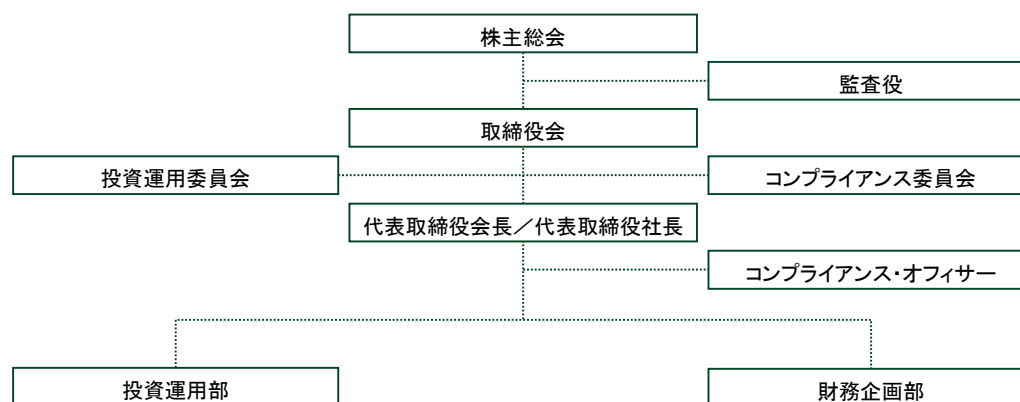 株主総会
監査役
取締役会
投資運用委員会
コンプライアンス委員会
代表取締役会長／代表取締役社長
コンプライアンス・オフィサー
投資運用部
財務企画部